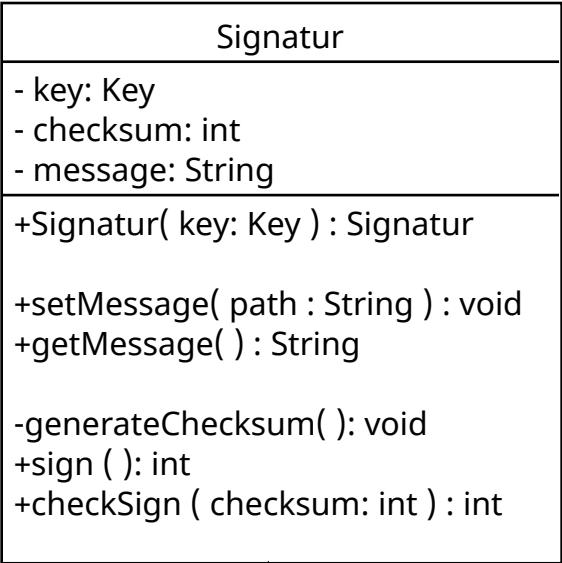 Signatur
- key: Key
- checksum: int
- message: String
+Signatur( key: Key ) : Signatur
+setMessage( path : String ) : void
+getMessage( ) : String
-generateChecksum( ): void
+sign ( ): int
+checkSign ( checksum: int ) : int